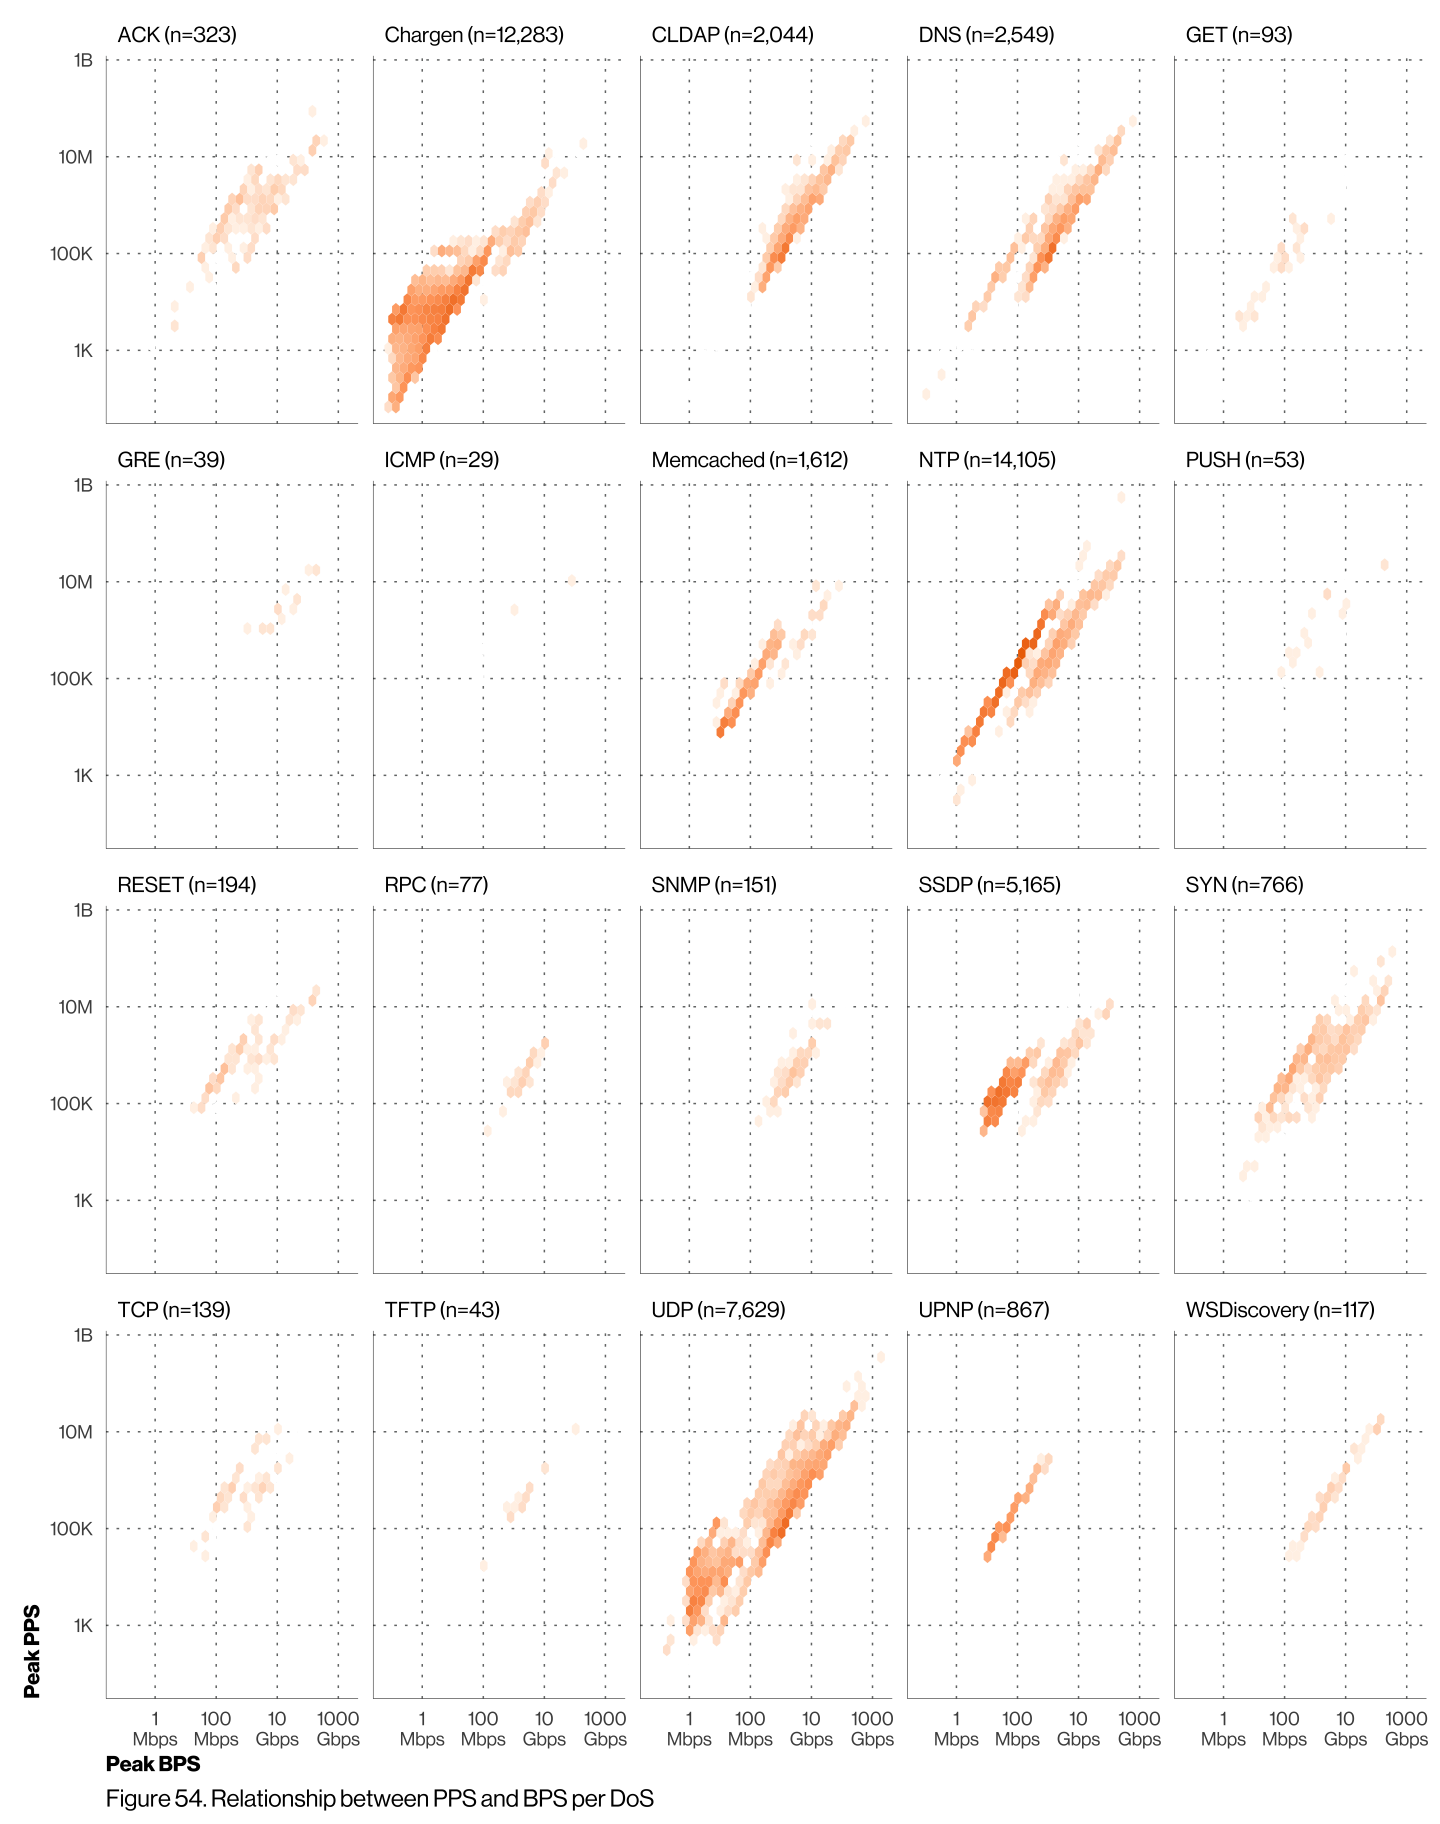 ACK (n=323)
Chargen (n=12,283)
CLDAP (n=2,044)
DNS (n=2,549)
GET (n=93)
1B
10M
100K
1K
GRE (n=39)
ICMP (n=29)
Memcached (n=1,612)
NTP (n=14,105)
PUSH (n=53)
1B
10M
100K
1K
RESET (n=194)
RPC (n=77)
SNMP (n=151)
SSDP (n=5,165)
SYN (n=766)
1B
10M
100K
1K
TCP (n=139)
TFTP (n=43)
UDP (n=7,629)
UPNP (n=867)
WSDiscovery (n=117)
1B
10M
100K
1K
Peak PPS
1 100 10 1000 1 100 10 1000 1 100 10 1000 1 100 10 1000 1 100 10 1000
Mbps Mbps Gbps Gbps Mbps Mbps Gbps Gbps Mbps Mbps Gbps Gbps Mbps Mbps Gbps Gbps Mbps Mbps Gbps Gbps
Peak BPS
Figure 54. Relationship between PPS and BPS per DoS